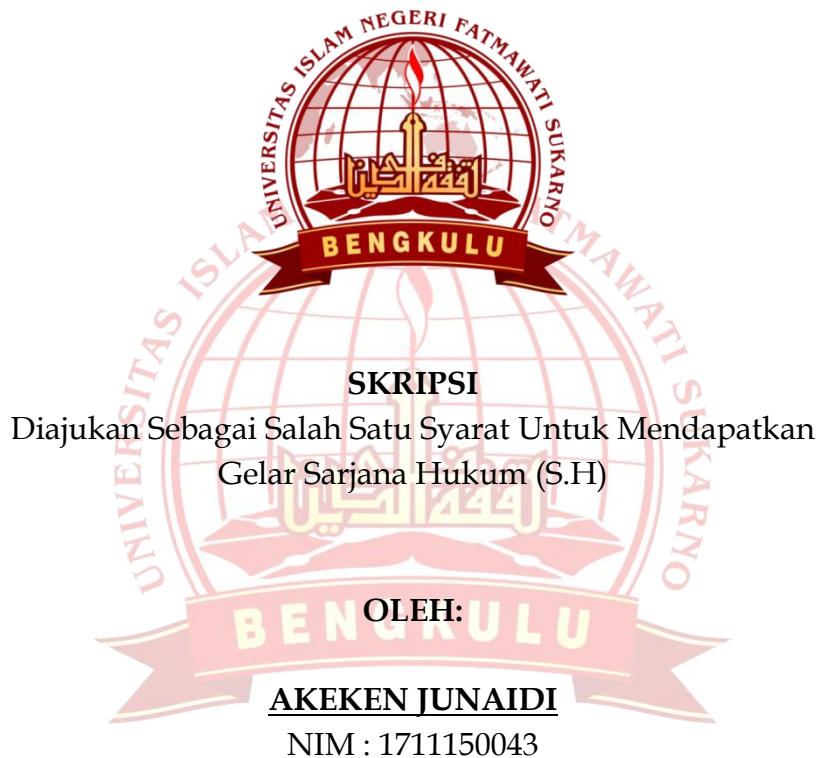 UNIVERSITAS ISLAM NEGERI FATMAWATI SUKARNO
BENGKULU
SKRIPSI
Diajukan Sebagai Salah Satu Syarat Untuk Mendapatkan
Gelar Sarjana Hukum (S.H)
OLEH:
BENGKULU
AKEKEN JUNAIDI
NIM : 1711150043